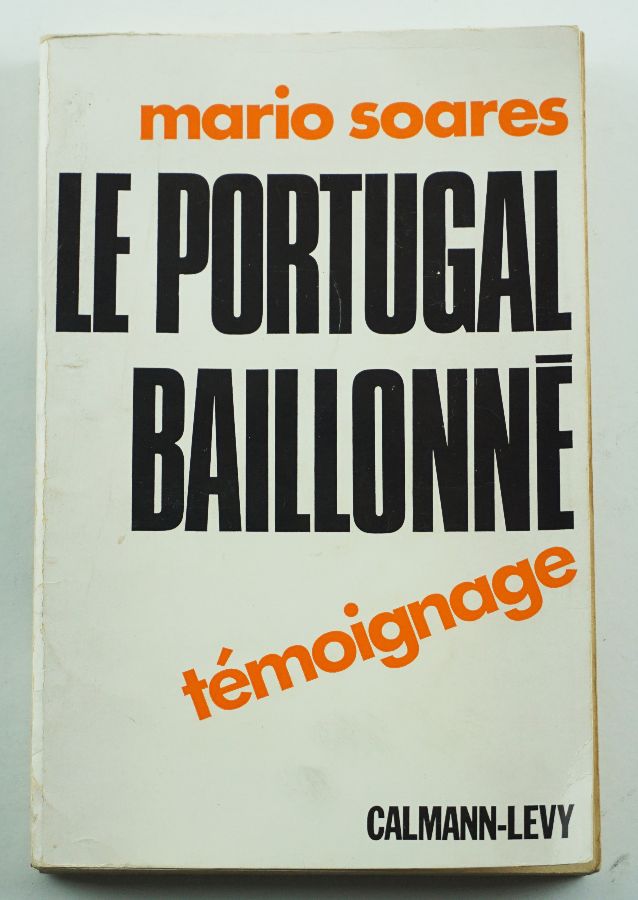 mario soares
LE PORTUGAL
BAILLONNÉ
témoignage
CALMANN-LEVY